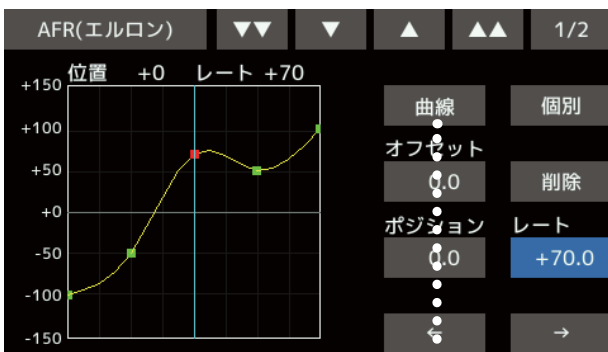 AFR(エルロン) ▼▼ ▼ ▲ ▲▲ 1/2
位置 +0 レート +70
+150
+100
+50
+0
-50
-100
-150
曲線 個別
オフセット
0.0 削除
ポジション レート
0.0 +70.0
← →